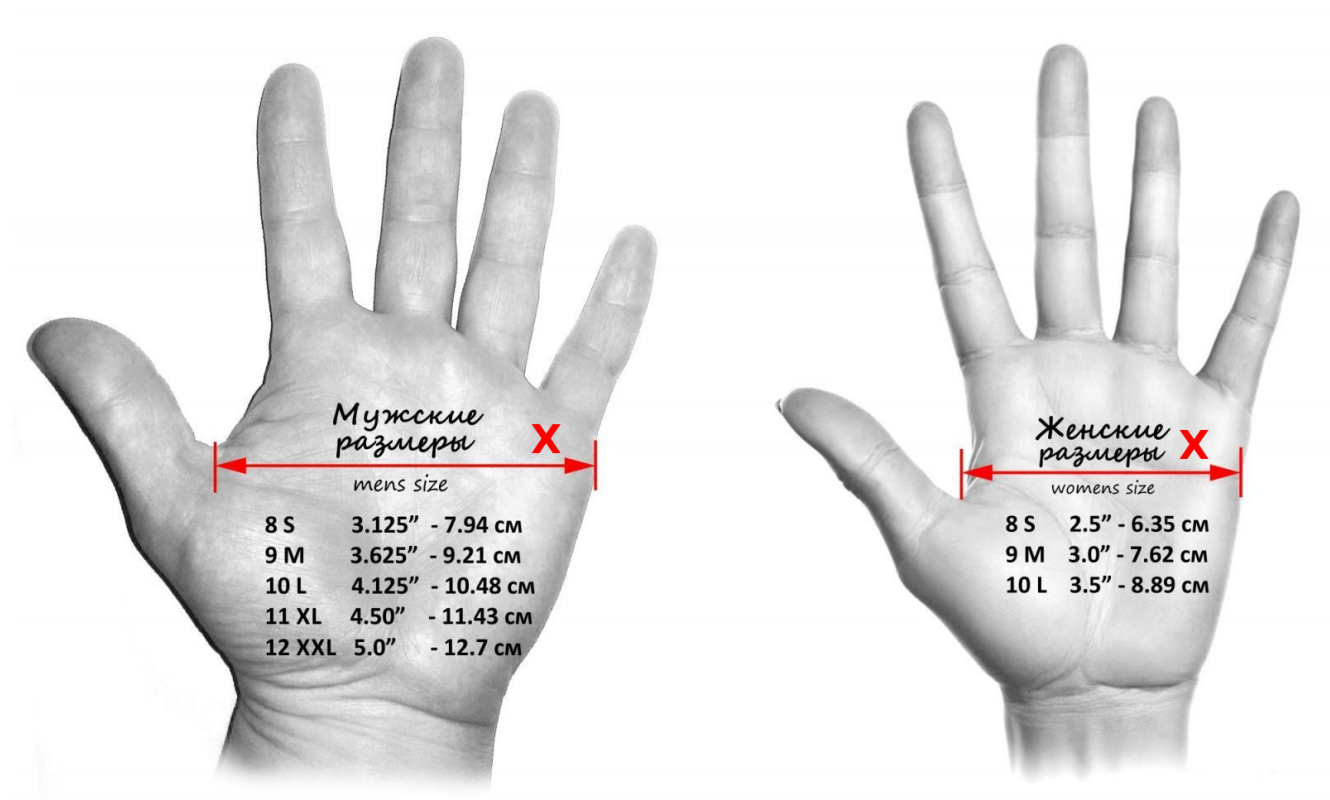 Мужские
размеры X
mens size
8 S 3.125” - 7.94 см
9 M 3.625” - 9.21 см
10 L 4.125” - 10.48 см
11 XL 4.50” - 11.43 см
12 XXL 5.0” - 12.7 см
Женские
размеры X
womens size
8 S 2.5” - 6.35 см
9 M 3.0” - 7.62 см
10 L 3.5” - 8.89 см